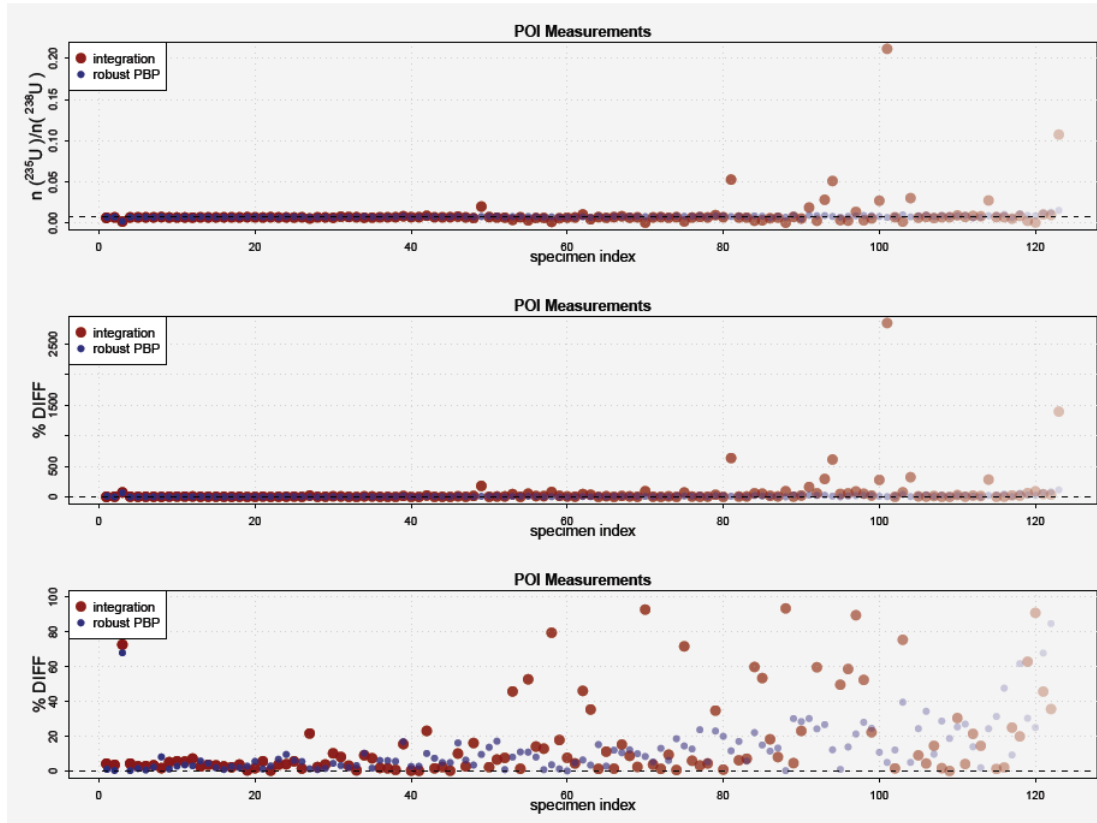 POI Measurements
integration
robust PBP
n (²³⁵U )/n( ²³⁸U )
0.00 0.05 0.10 0.15 0.20
0 20 40 60 80 100 120
specimen index
POI Measurements
integration
robust PBP
% DIFF
0 500 1500 2500
0 20 40 60 80 100 120
specimen index
POI Measurements
integration
robust PBP
% DIFF
0 20 40 60 80 100
0 20 40 60 80 100 120
specimen index